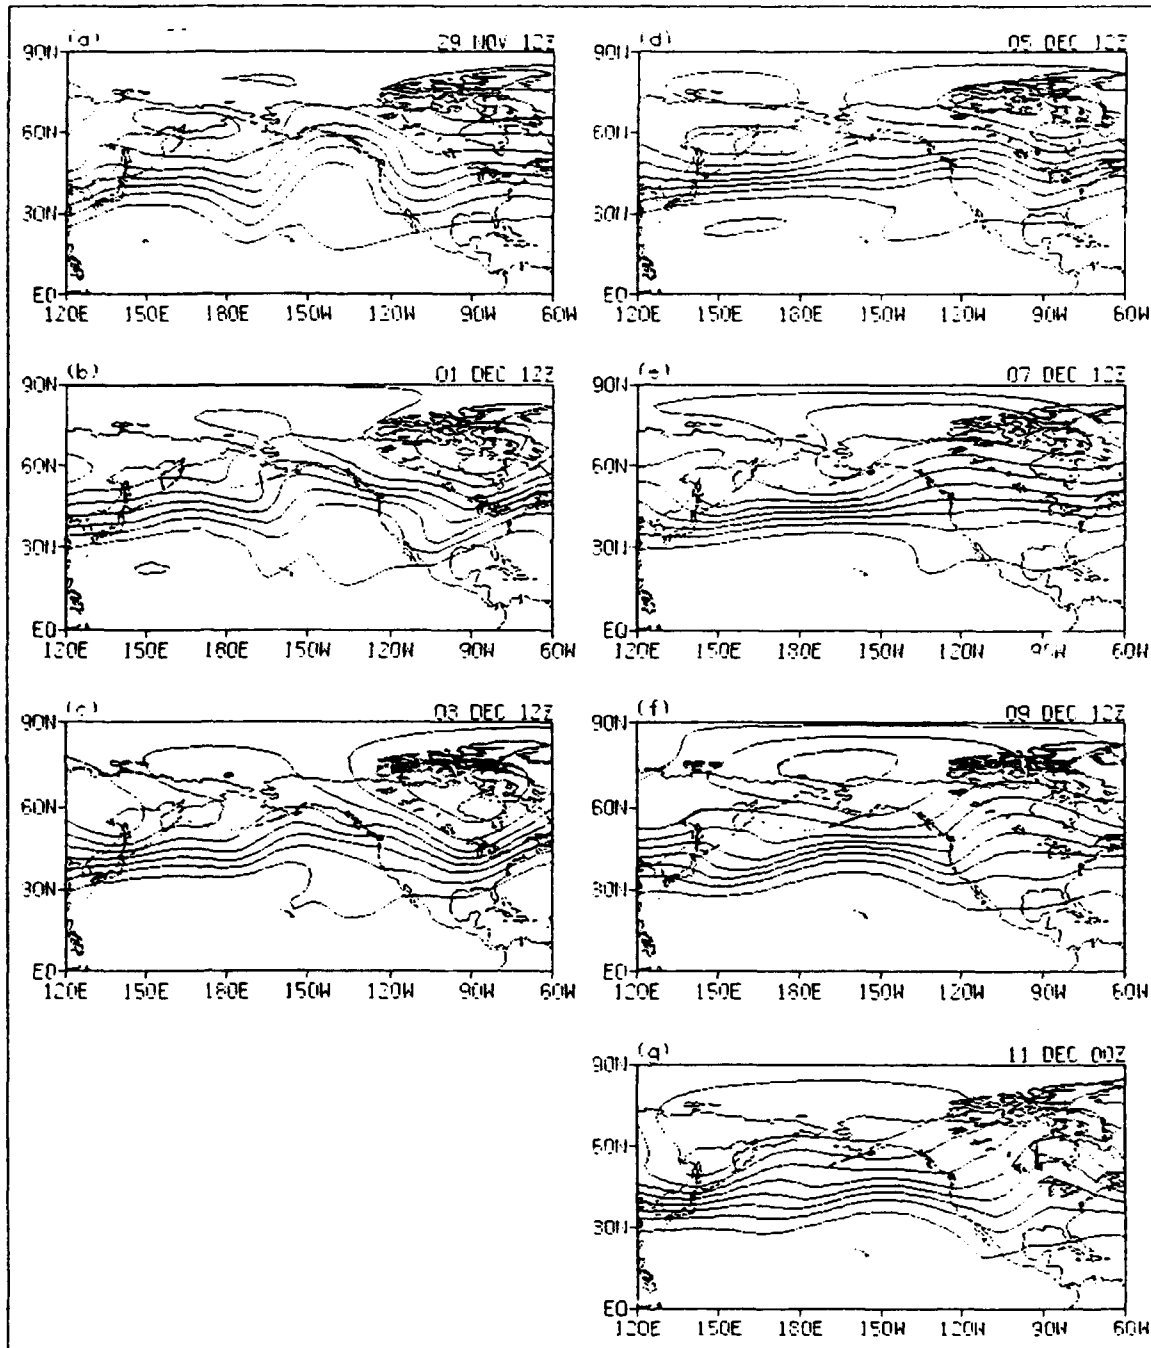 (a) 29 NOV 12Z
90N
60N
30N
EQ
120E 150E 180E 150W 120W 90W 60W
(b) 01 DEC 12Z
90N
60N
30N
EQ
120E 150E 180E 150W 120W 90W 60W
(c) 03 DEC 12Z
90N
60N
30N
EQ
120E 150E 180E 150W 120W 90W 60W
(d) 05 DEC 12Z
90N
60N
30N
EQ
120E 150E 180E 150W 120W 90W 60W
(e) 07 DEC 12Z
90N
60N
30N
EQ
120E 150E 180E 150W 120W 90W 60W
(f) 09 DEC 12Z
90N
60N
30N
EQ
120E 150E 180E 150W 120W 90W 60W
(g) 11 DEC 00Z
90N
60N
30N
EQ
120E 150E 180E 150W 120W 90W 60W